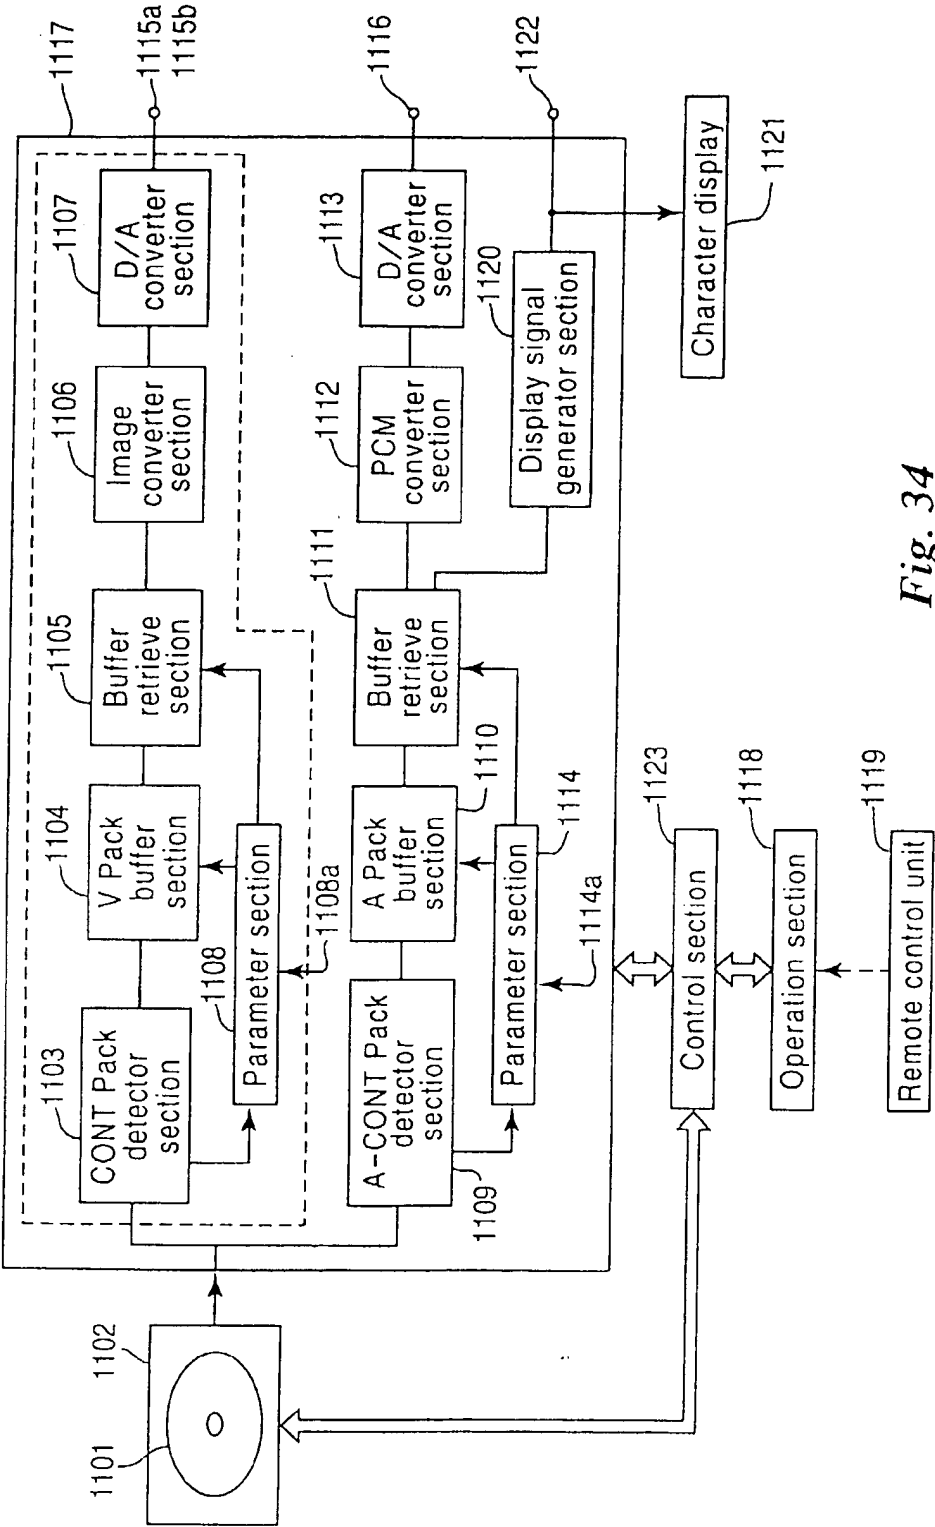 1117
1115a
1115b
1107
D/A
converter
section
1106
Image
converter
section
1105
Buffer
retrieve
section
1104
V Pack
buffer
section
1103
CONT Pack
detector
section
1108
Parameter section
1108a
1116
1113
D/A
converter
section
1112
PCM
converter
section
1111
Buffer
retrieve
section
1110
A Pack
buffer
section
A-CONT Pack
detector
section
1109
Parameter section
1114
1114a
1122
1120
Display signal
generator section
Character display
1121
1102
1101
1123
Control section
1118
Operation section
1119
Remote control unit
Fig. 34